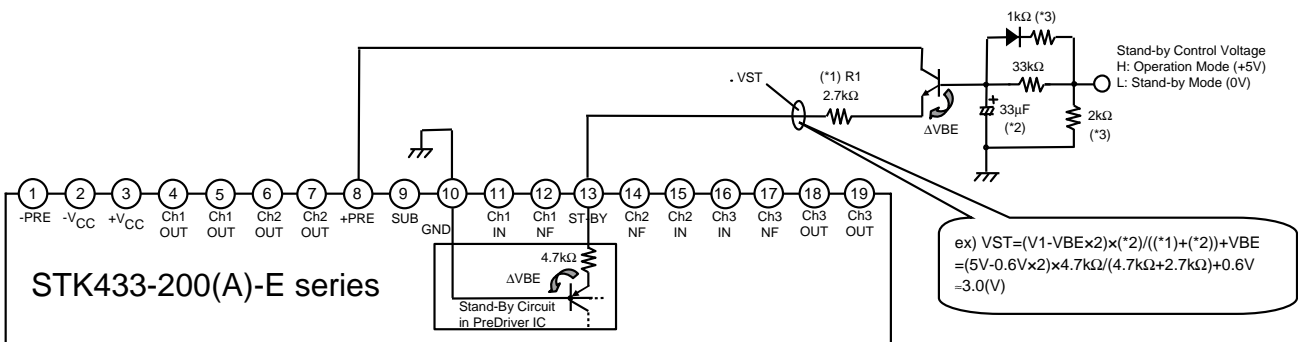 1kΩ (*3)
Stand-by Control Voltage
H: Operation Mode (+5V)
L: Stand-by Mode (0V)
33kΩ
. VST
(*1) R1
2.7kΩ
ΔVBE
+
33μF
(*2)
2kΩ
(*3)
1 2 3 4 5 6 7 8 9 10 11 12 13 14 15 16 17 18 19
-PRE
-VCC
+VCC
Ch1
OUT
Ch1
OUT
Ch2
OUT
Ch2
OUT
+PRE
SUB
GND
Ch1
IN
Ch1
NF
ST-BY
Ch2
NF
Ch2
IN
Ch3
IN
Ch3
NF
Ch3
OUT
Ch3
OUT
4.7kΩ
ΔVBE
Stand-By Circuit
in PreDriver IC
STK433-200(A)-E series
ex) VST=(V1-VBE×2)×(*2)/((*1)+(*2))+VBE
=(5V-0.6V×2)×4.7kΩ/(4.7kΩ+2.7kΩ)+0.6V
=3.0(V)